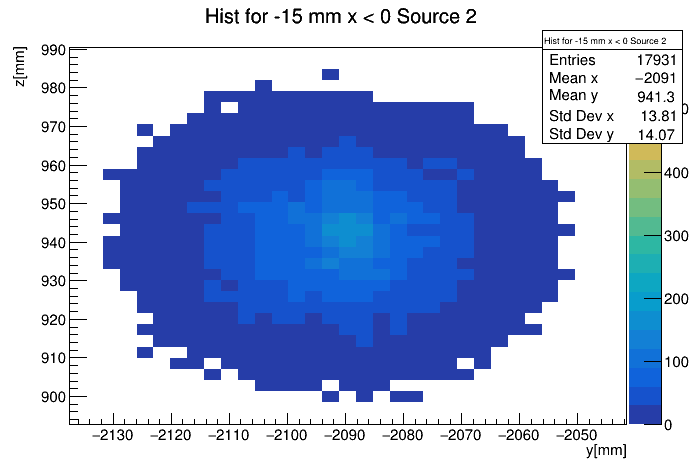 Hist for -15 mm x < 0 Source 2
Hist for -15 mm x < 0 Source 2
Entries 17931
Mean x −2091
Mean y 941.3
Std Dev x 13.81
Std Dev y 14.07
z[mm]
990
980
970
960
950
940
930
920
910
900
−2130 −2120 −2110 −2100 −2090 −2080 −2070 −2060 −2050
y[mm]
400
300
200
100
0